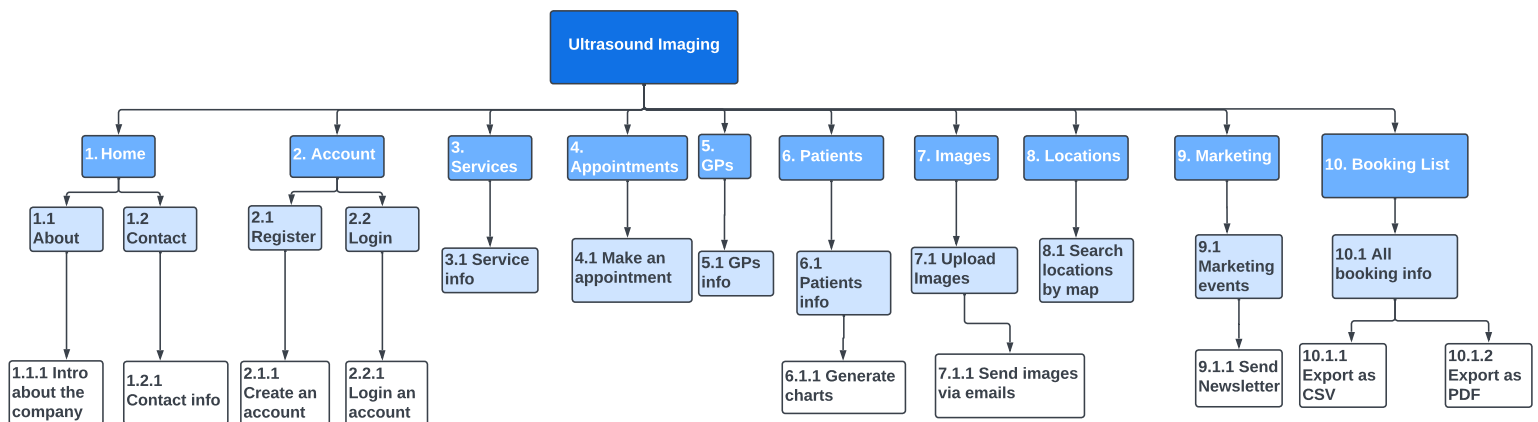 Ultrasound Imaging
1. Home
2. Account
3.
Services
4.
Appointments
5.
GPs
6. Patients
7. Images
8. Locations
9. Marketing
10. Booking List
1.1
About
1.2
Contact
2.1
Register
2.2
Login
3.1 Service
info
4.1 Make an
appointment
5.1 GPs
info
6.1
Patients
info
7.1 Upload
Images
8.1 Search
locations
by map
9.1
Marketing
events
10.1 All
booking info
1.1.1 Intro
about the
company
1.2.1
Contact info
2.1.1
Create an
account
2.2.1
Login an
account
6.1.1 Generate
charts
7.1.1 Send images
via emails
9.1.1 Send
Newsletter
10.1.1
Export as
CSV
10.1.2
Export as
PDF